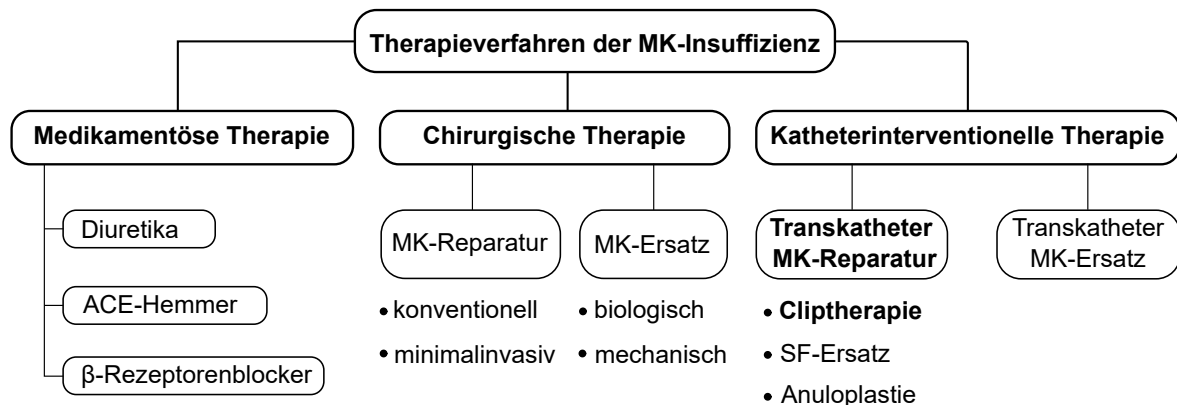 Therapieverfahren der MK-Insuffizienz
Medikamentöse Therapie
Diuretika
ACE-Hemmer
β-Rezeptorenblocker
Chirurgische Therapie
MK-Reparatur
• konventionell
• minimalinvasiv
MK-Ersatz
• biologisch
• mechanisch
Katheterinterventionelle Therapie
Transkatheter
MK-Reparatur
• Cliptherapie
• SF-Ersatz
• Anuloplastie
Transkatheter
MK-Ersatz